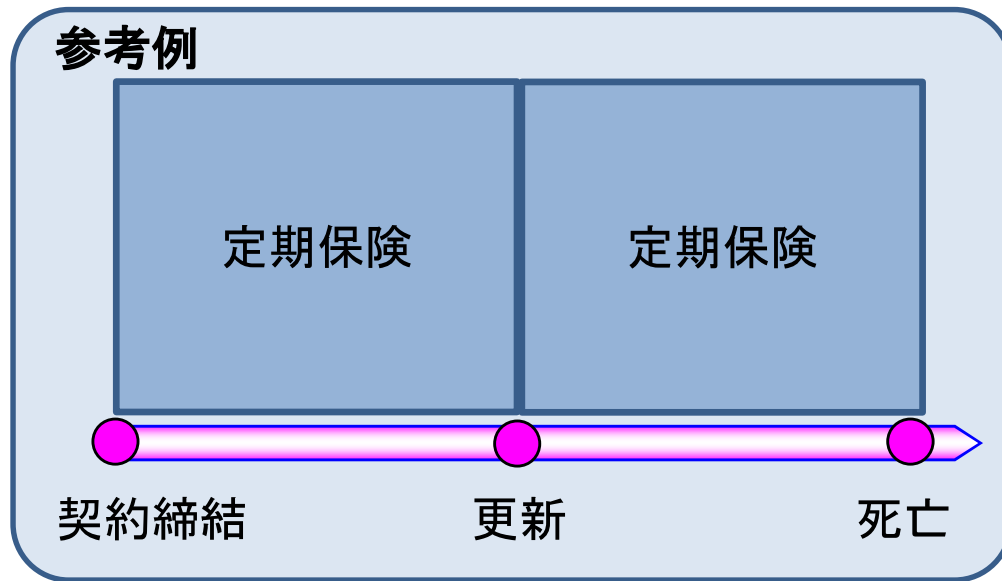 参考例
定期保険
定期保険
契約締結
更新
死亡